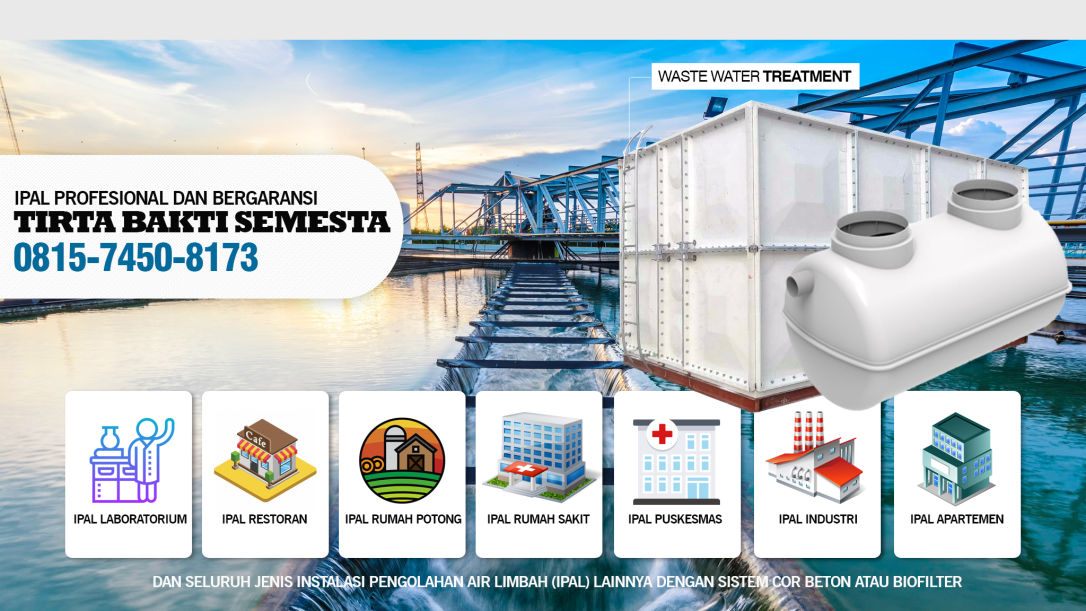 WASTE WATER TREATMENT
IPAL PROFESIONAL DAN BERGARANSI
TIRTA BAKTI SEMESTA
0815-7450-8173
Cafe
IPAL LABORATORIUM
IPAL RESTORAN
IPAL RUMAH POTONG
IPAL RUMAH SAKIT
IPAL PUSKESMAS
IPAL INDUSTRI
IPAL APARTEMEN
DAN SELURUH JENIS INSTALASI PENGOLAHAN AIR LIMBAH (IPAL) LAINNYA DENGAN SISTEM COR BETON ATAU BIOFILTER